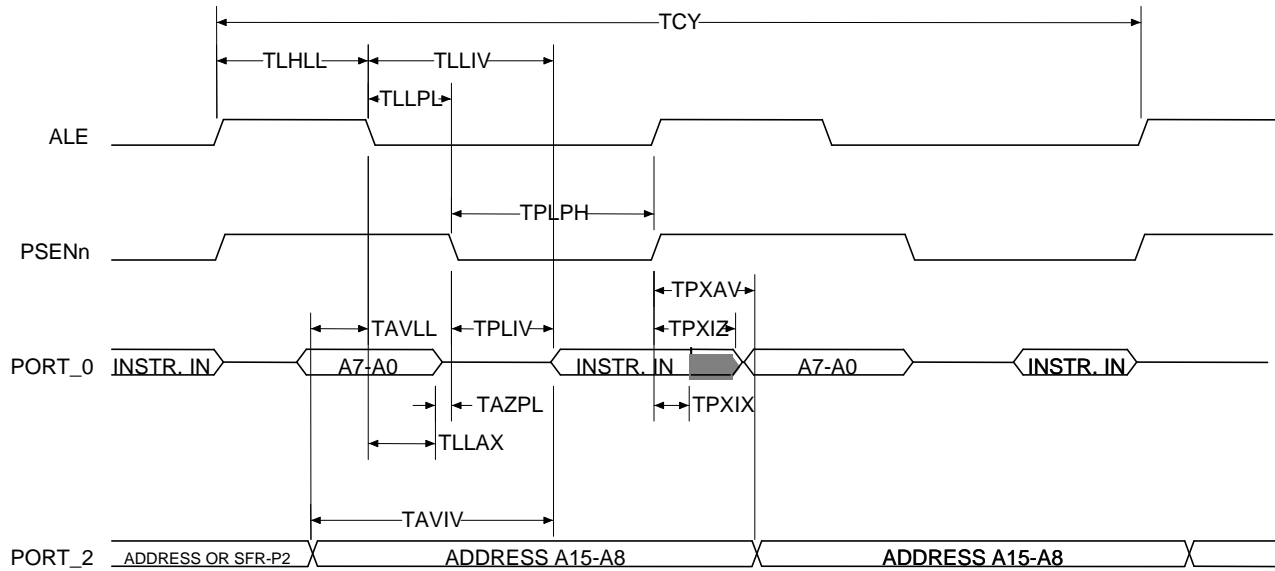 TCY
TLHLL TLLIV
TLLPL
ALE
TPLPH
PSENn
TPXAV
TAVLL TPLIV TPXIZ
PORT_0 INSTR. IN A7-A0 INSTR. IN A7-A0 INSTR. IN
TAZPL TPXIX
TLLAX
TAVIV
PORT_2 ADDRESS OR SFR-P2 ADDRESS A15-A8 ADDRESS A15-A8